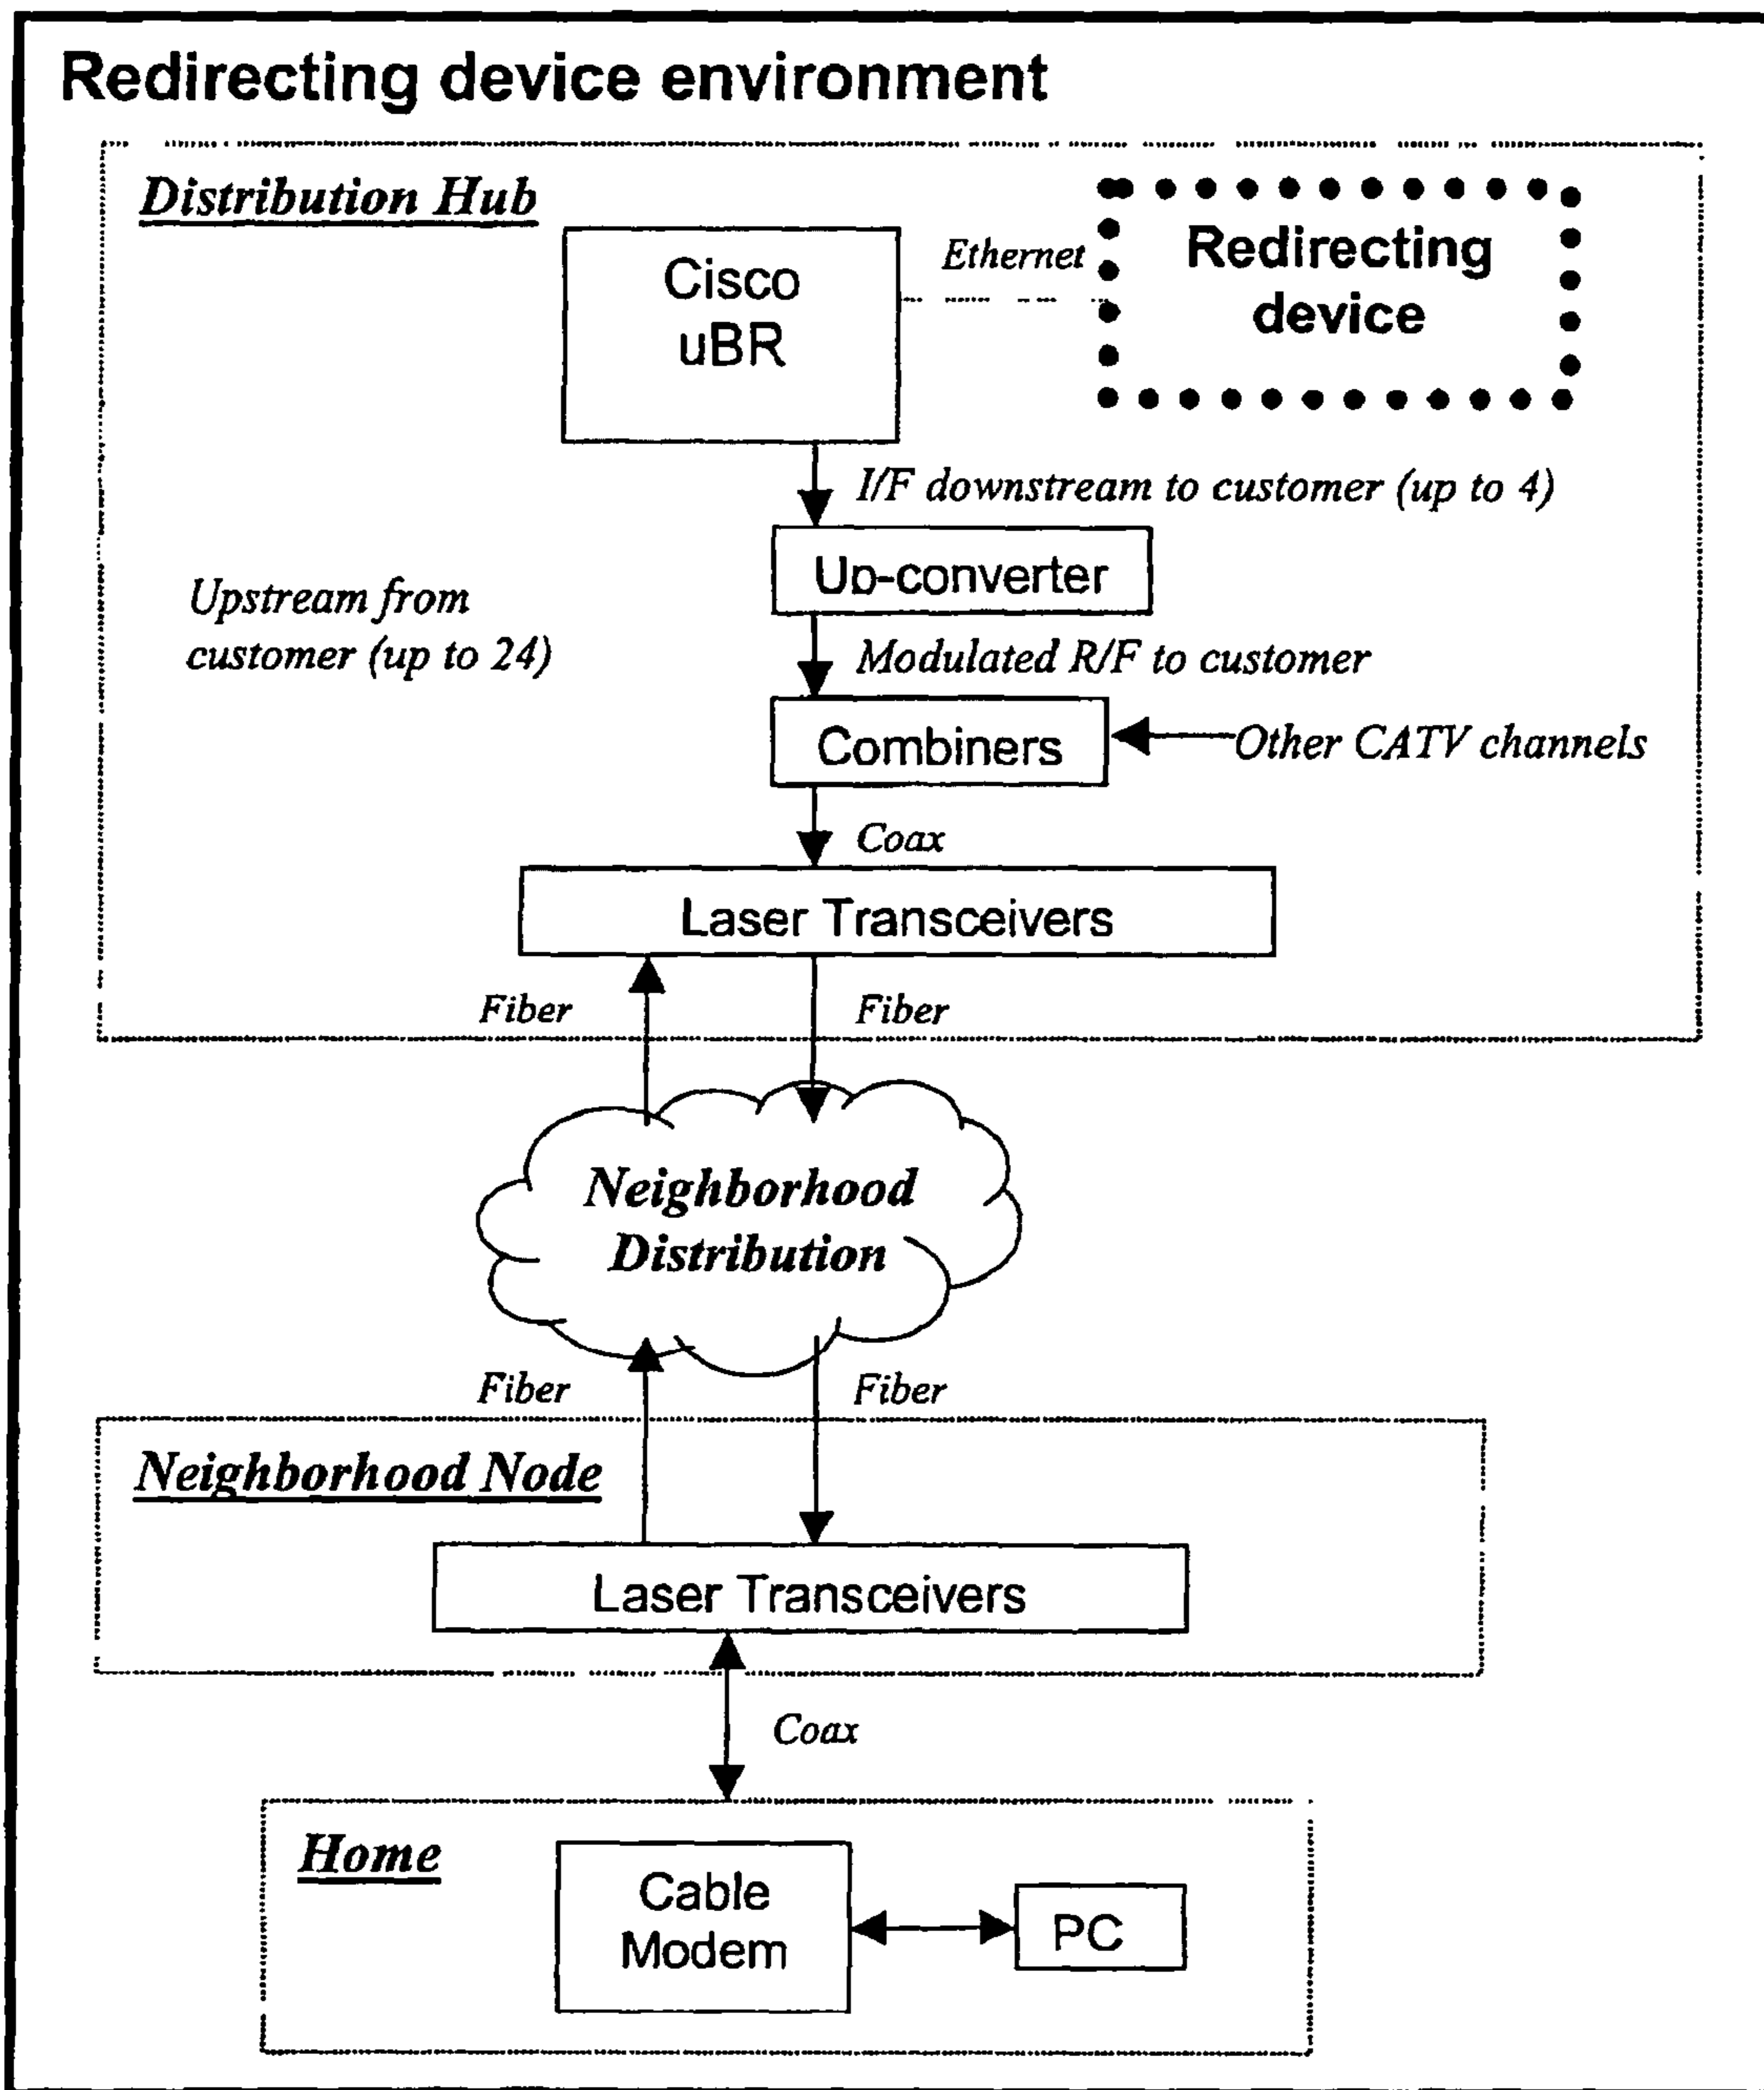 Redirecting device environment
Distribution Hub
Cisco
uBR
Ethernet
Redirecting
device
I/F downstream to customer (up to 4)
Up-converter
Upstream from
customer (up to 24)
Modulated R/F to customer
Combiners
Other CATV channels
Coax
Laser Transceivers
Fiber
Fiber
Neighborhood
Distribution
Fiber
Fiber
Neighborhood Node
Laser Transceivers
Coax
Home
Cable
Modem
PC